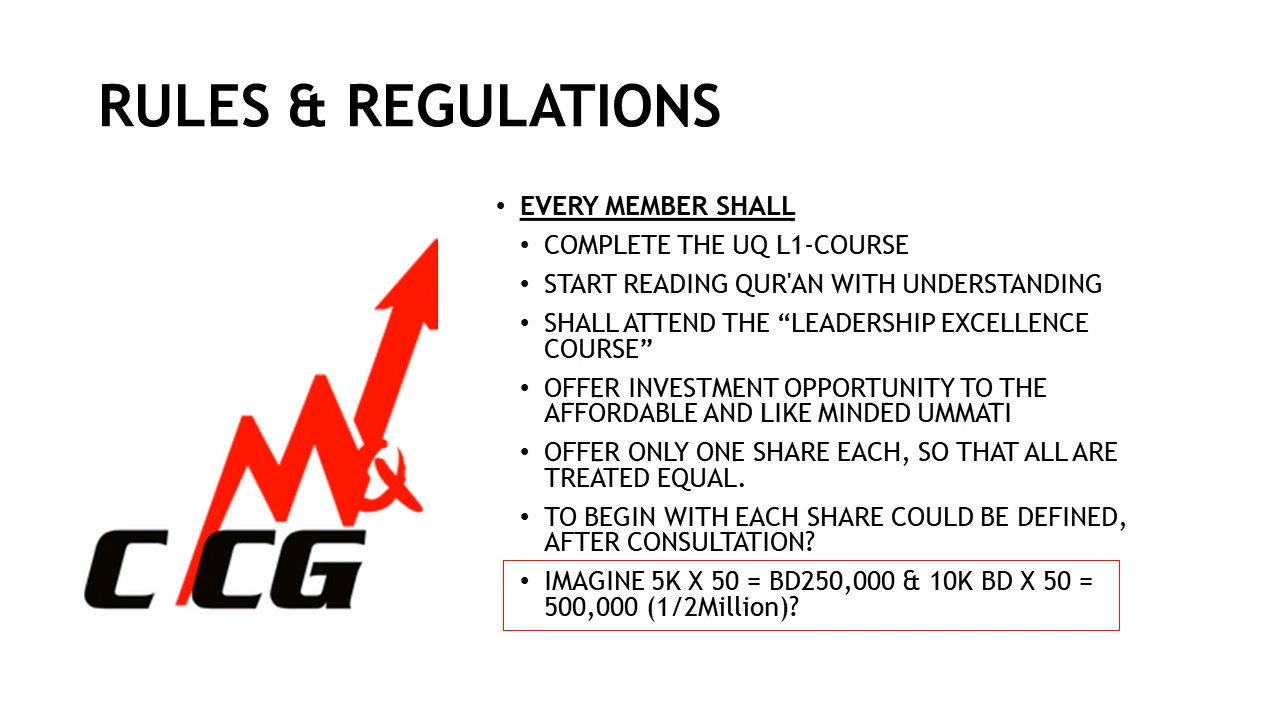 RULES & REGULATIONS
• EVERY MEMBER SHALL
• COMPLETE THE UQ L1-COURSE
• START READING QUR'AN WITH UNDERSTANDING
• SHALL ATTEND THE “LEADERSHIP EXCELLENCE
COURSE”
• OFFER INVESTMENT OPPORTUNITY TO THE
AFFORDABLE AND LIKE MINDED UMMATI
• OFFER ONLY ONE SHARE EACH, SO THAT ALL ARE
TREATED EQUAL.
• TO BEGIN WITH EACH SHARE COULD BE DEFINED,
AFTER CONSULTATION?
• IMAGINE 5K X 50 = BD250,000 & 10K BD X 50 =
500,000 (1/2Million)?
M&
C CG